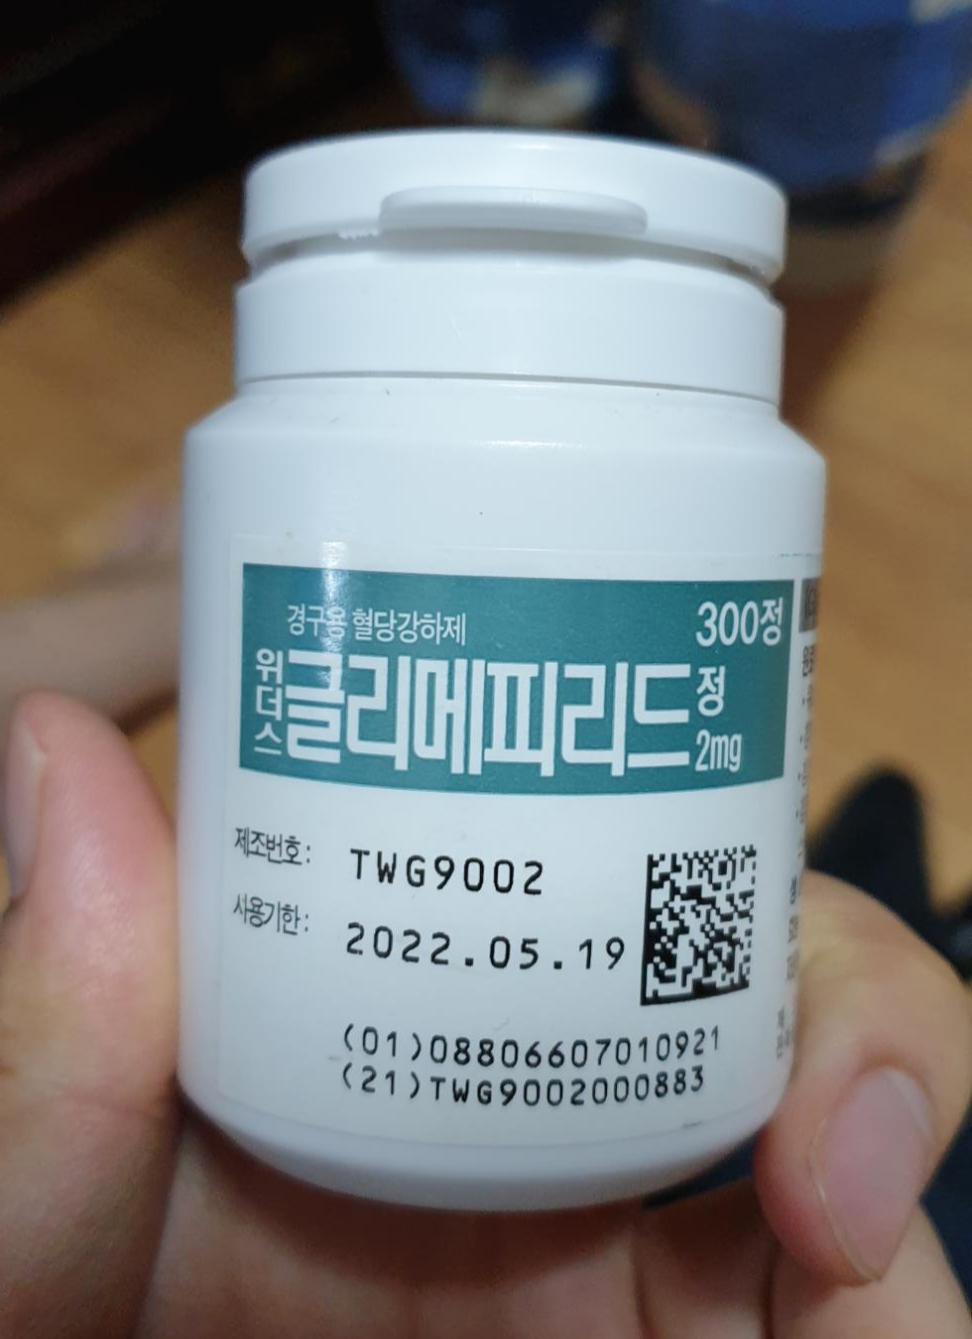 경구용 혈당강하제
300정
위더스 글리메피리드 정
2mg
제조번호: TWG9002
사용기한: 2022.05.19
(01)08806607010921
(21)TWG9002000883